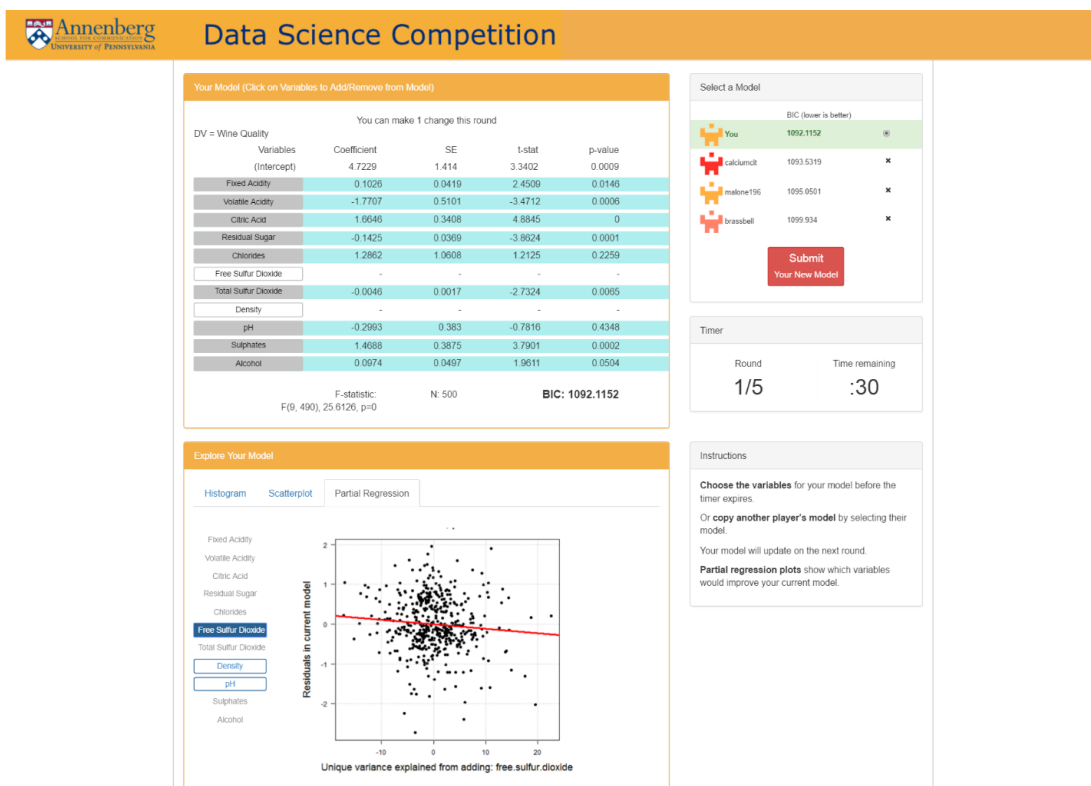 Annenberg
SCHOOL FOR COMMUNICATION
UNIVERSITY of PENNSYLVANIA
Data Science Competition
Your Model (Click on Variables to Add/Remove from Model)
You can make 1 change this round
DV = Wine Quality
Variables Coefficient SE t-stat p-value
(Intercept) 4.7229 1.414 3.3402 0.0009
Fixed Acidity 0.1026 0.0419 2.4509 0.0146
Volatile Acidity -1.7707 0.5101 -3.4712 0.0006
Citric Acid 1.6646 0.3408 4.8845 0
Residual Sugar -0.1425 0.0369 -3.8624 0.0001
Chlorides 1.2862 1.0608 1.2125 0.2259
Free Sulfur Dioxide - - - -
Total Sulfur Dioxide -0.0046 0.0017 -2.7324 0.0065
Density - - - -
pH -0.2993 0.383 -0.7816 0.4348
Sulphates 1.4688 0.3875 3.7901 0.0002
Alcohol 0.0974 0.0497 1.9611 0.0504
F-statistic: N: 500 BIC: 1092.1152
F(9, 490), 25.6126, p=0
Select a Model
BIC (lower is better)
You 1092.1152
calciumcit 1093.5319
malone196 1095.0501
brassbell 1099.934
Submit
Your New Model
Timer
Round Time remaining
1/5 :30
Explore Your Model
Histogram Scatterplot Partial Regression
Fixed Acidity
Volatile Acidity
Citric Acid
Residual Sugar
Chlorides
Free Sulfur Dioxide
Total Sulfur Dioxide
Density
pH
Sulphates
Alcohol
Residuals in current model
2
1
0
-1
-2
-10 0 10 20
Unique variance explained from adding: free.sulfur.dioxide
Instructions
Choose the variables for your model before the
timer expires.
Or copy another player's model by selecting their
model.
Your model will update on the next round.
Partial regression plots show which variables
would improve your current model.